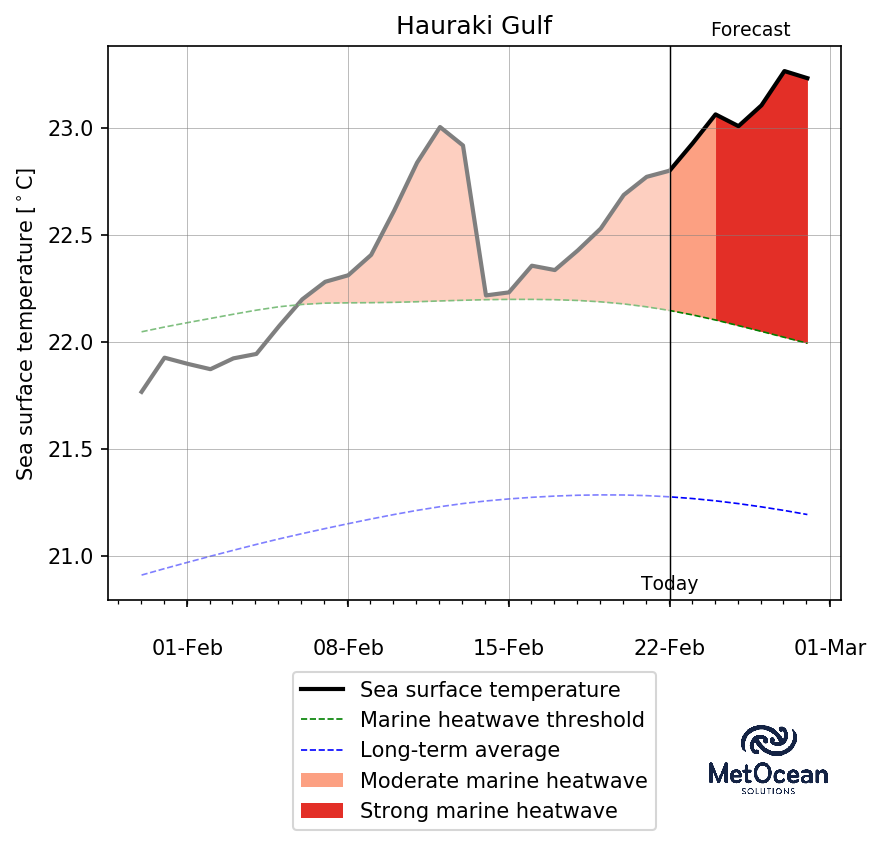 Hauraki Gulf
Forecast
Sea surface temperature [°C]
23.0
22.5
22.0
21.5
21.0
Today
01-Feb 08-Feb 15-Feb 22-Feb 01-Mar
Sea surface temperature
Marine heatwave threshold
Long-term average
Moderate marine heatwave
Strong marine heatwave
MetOcean
SOLUTIONS